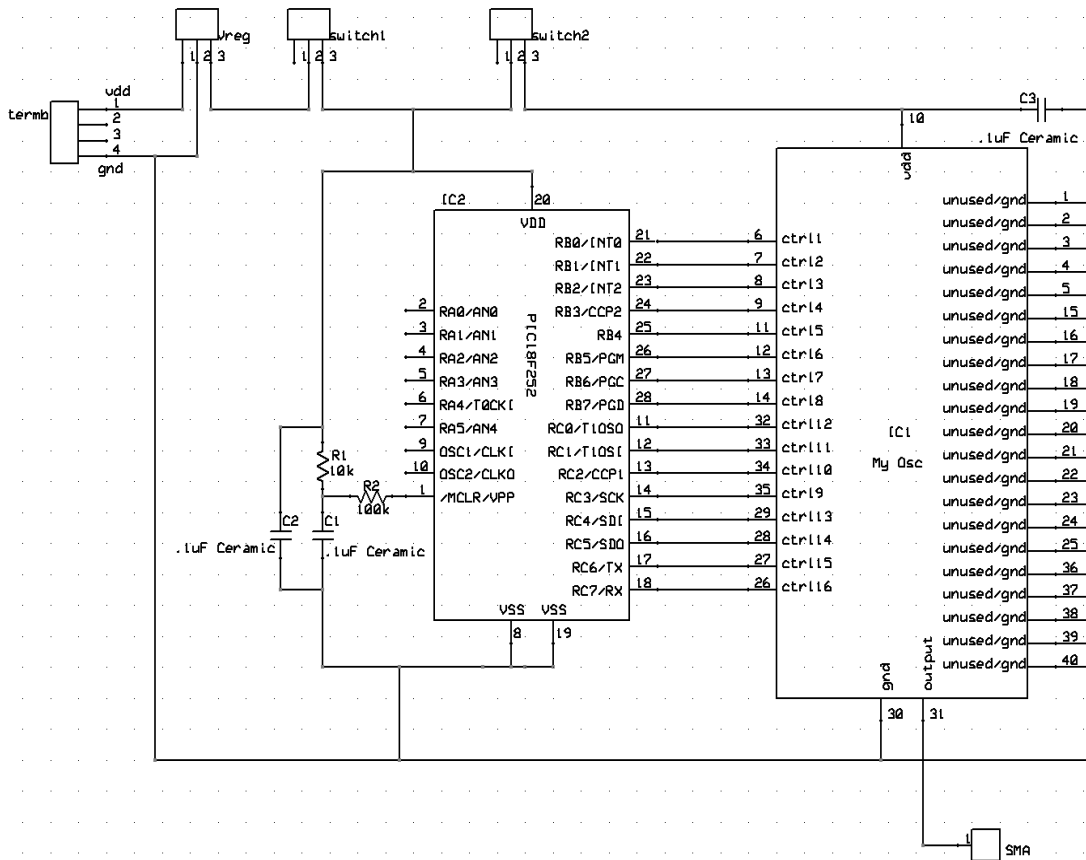 Vreg
1 2 3
switch1
1 2 3
switch2
1 2 3
termb
vdd
1
2
3
4
gnd
C3
.1uF Ceramic
10
vdd
IC2
20
VDD
PIC18F252
2 RA0/AN0
3 RA1/AN1
4 RA2/AN2
5 RA3/AN3
6 RA4/T0CKI
7 RA5/AN4
9 OSC1/CLKI
10 OSC2/CLKO
1 /MCLR/VPP
RB0/INT0 21
RB1/INT1 22
RB2/INT2 23
RB3/CCP2 24
RB4 25
RB5/PGM 26
RB6/PGC 27
RB7/PGD 28
RC0/T1OSO 11
RC1/T1OSI 12
RC2/CCP1 13
RC3/SCK 14
RC4/SDI 15
RC5/SDO 16
RC6/TX 17
RC7/RX 18
VSS VSS
8 19
R1
10k
R2
100k
C2
.1uF Ceramic
C1
.1uF Ceramic
6 ctrl1
7 ctrl2
8 ctrl3
9 ctrl4
11 ctrl5
12 ctrl6
13 ctrl7
14 ctrl8
32 ctrl12
33 ctrl11
34 ctrl10
35 ctrl9
29 ctrl13
28 ctrl14
27 ctrl15
26 ctrl16
IC1
My Osc
unused/gnd 1
unused/gnd 2
unused/gnd 3
unused/gnd 4
unused/gnd 5
unused/gnd 15
unused/gnd 16
unused/gnd 17
unused/gnd 18
unused/gnd 19
unused/gnd 20
unused/gnd 21
unused/gnd 22
unused/gnd 23
unused/gnd 24
unused/gnd 25
unused/gnd 36
unused/gnd 37
unused/gnd 38
unused/gnd 39
unused/gnd 40
gnd
output
30 31
1
SMA